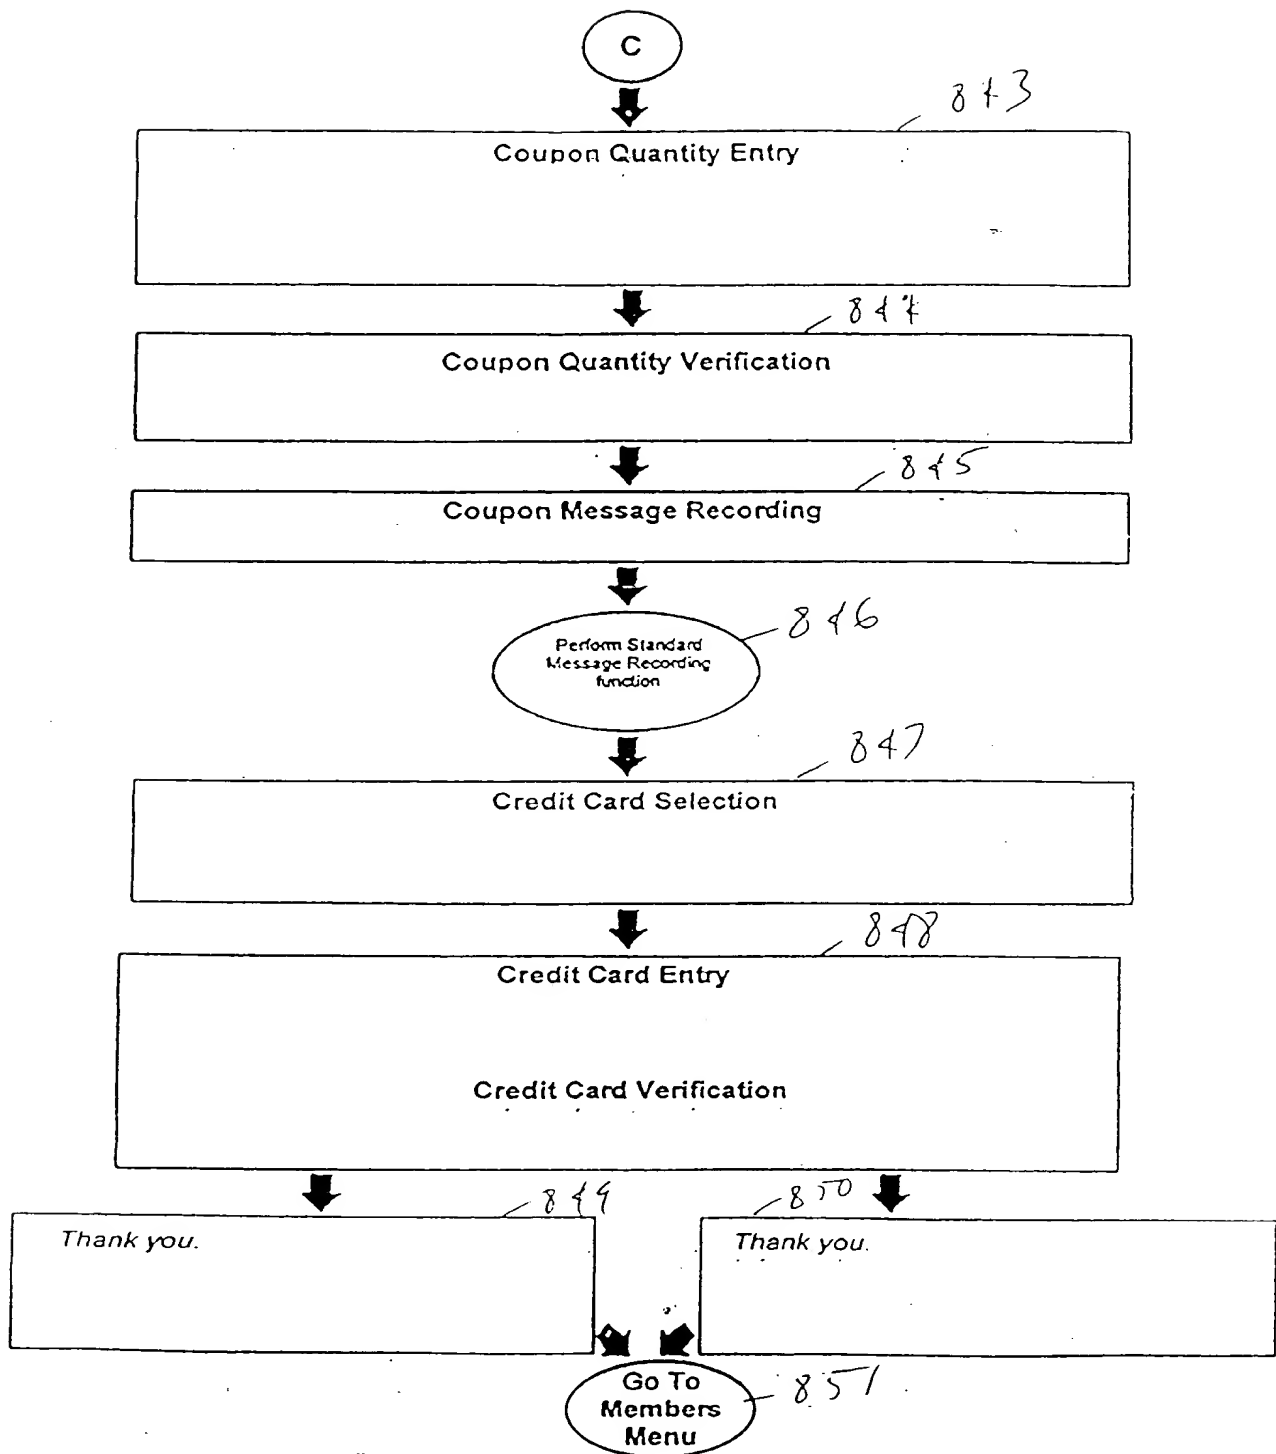 C
843
Coupon Quantity Entry
844
Coupon Quantity Verification
845
Coupon Message Recording
846
Perform Standard
Message Recording
function
847
Credit Card Selection
848
Credit Card Entry
Credit Card Verification
849
850
Thank you.
Thank you.
Go To
Members
Menu
851